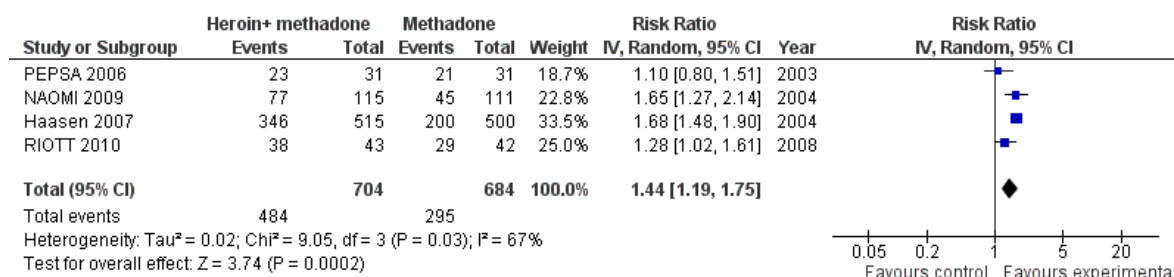 Heroin+ methadone Methadone Risk Ratio Risk Ratio
Study or Subgroup Events Total Events Total Weight IV, Random, 95% CI Year IV, Random, 95% CI
PEPSA 2006 23 31 21 31 18.7% 1.10 [0.80, 1.51] 2003
NAOMI 2009 77 115 45 111 22.8% 1.65 [1.27, 2.14] 2004
Haasen 2007 346 515 200 500 33.5% 1.68 [1.48, 1.90] 2004
RIOTT 2010 38 43 29 42 25.0% 1.28 [1.02, 1.61] 2008
Total (95% CI) 704 684 100.0% 1.44 [1.19, 1.75]
Total events 484 295
Heterogeneity: Tau² = 0.02; Chi² = 9.05, df = 3 (P = 0.03); I² = 67%
Test for overall effect: Z = 3.74 (P = 0.0002)
0.05 0.2 1 5 20
Favours control Favours experimenta